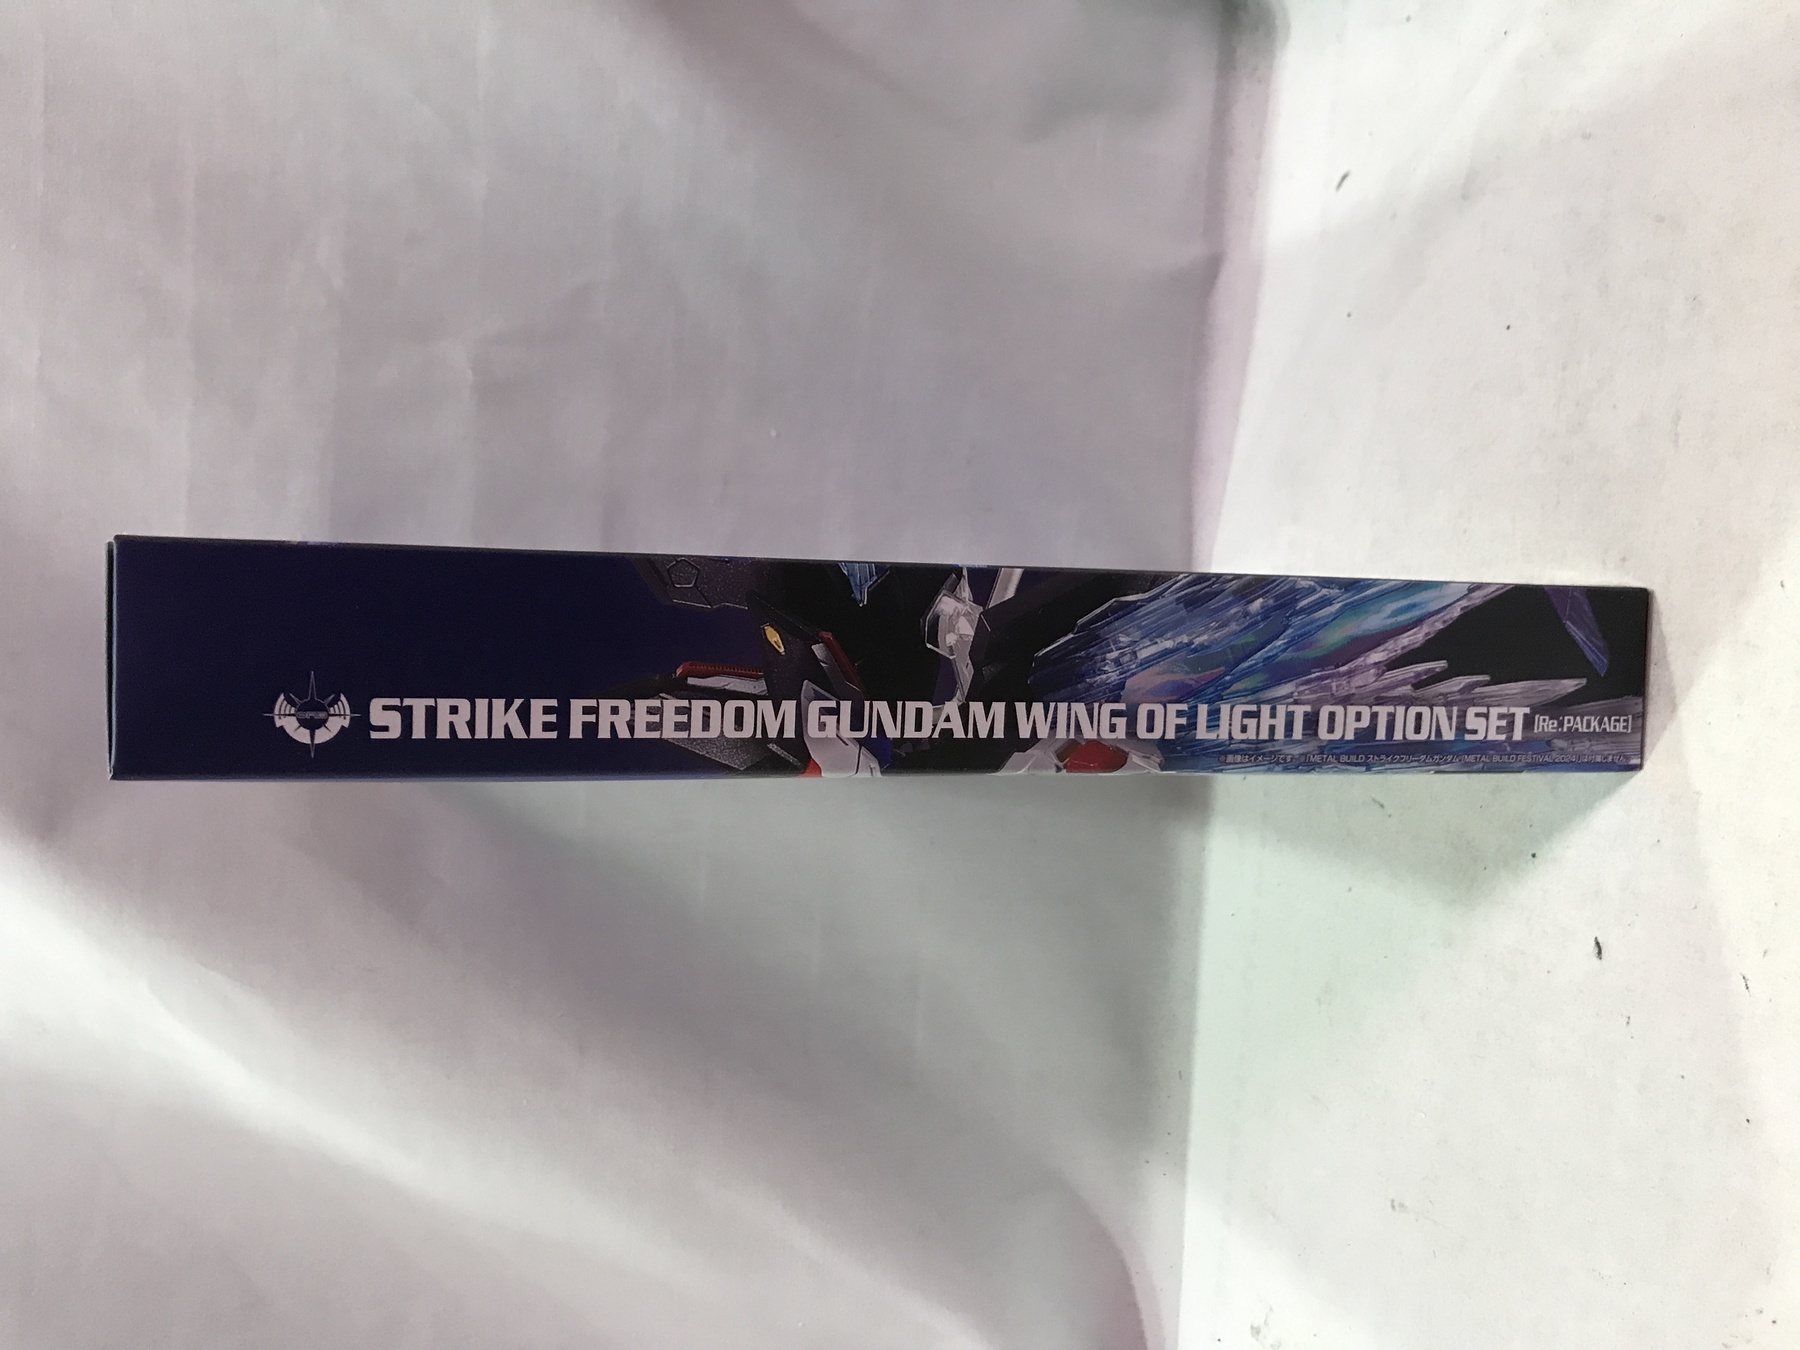 STRIKE FREEDOM GUNDAM WING OF LIGHT OPTION SET [Re:PACKAGE]
※画像はイメージです。 ※「METAL BUILD ストライクフリーダムガンダム (METAL BUILD FESTIVAL 2024)」は付属しません。